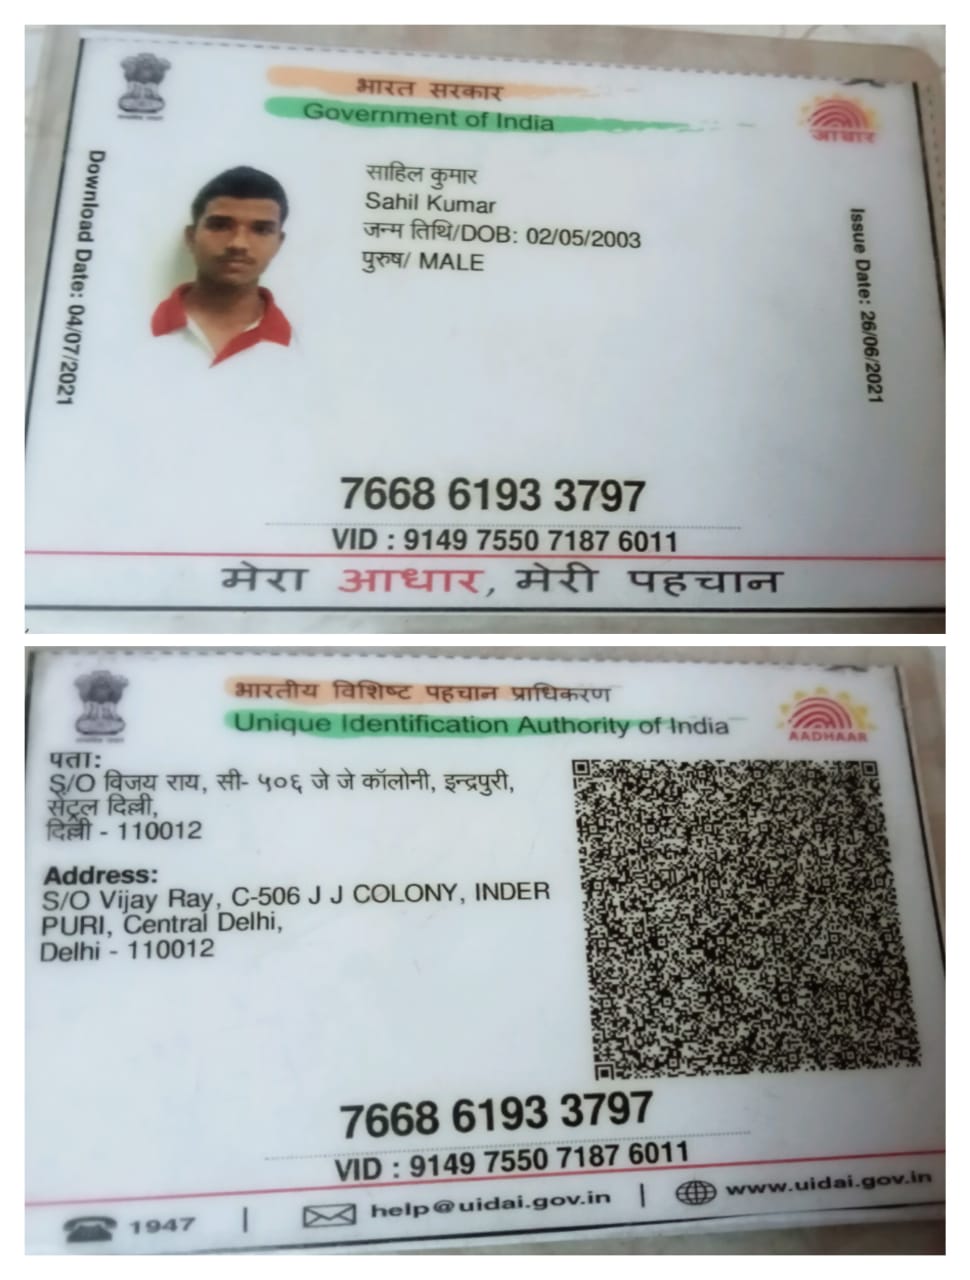 भारत सरकार
Government of India
आधार
Download Date: 04/07/2021
साहिल कुमार
Sahil Kumar
जन्म तिथि/DOB: 02/05/2003
पुरुष/ MALE
Issue Date: 26/06/2021
7668 6193 3797
VID : 9149 7550 7187 6011
मेरा आधार, मेरी पहचान
भारतीय विशिष्ट पहचान प्राधिकरण
Unique Identification Authority of India
AADHAAR
पता:
S/O विजय राय, सी- ५०६ जे जे कॉलोनी, इन्द्रपुरी,
सेंट्रल दिल्ली,
दिल्ली - 110012
Address:
S/O Vijay Ray, C-506 J J COLONY, INDER
PURI, Central Delhi,
Delhi - 110012
7668 6193 3797
VID : 9149 7550 7187 6011
1947 | help@uidai.gov.in | www.uidai.gov.in